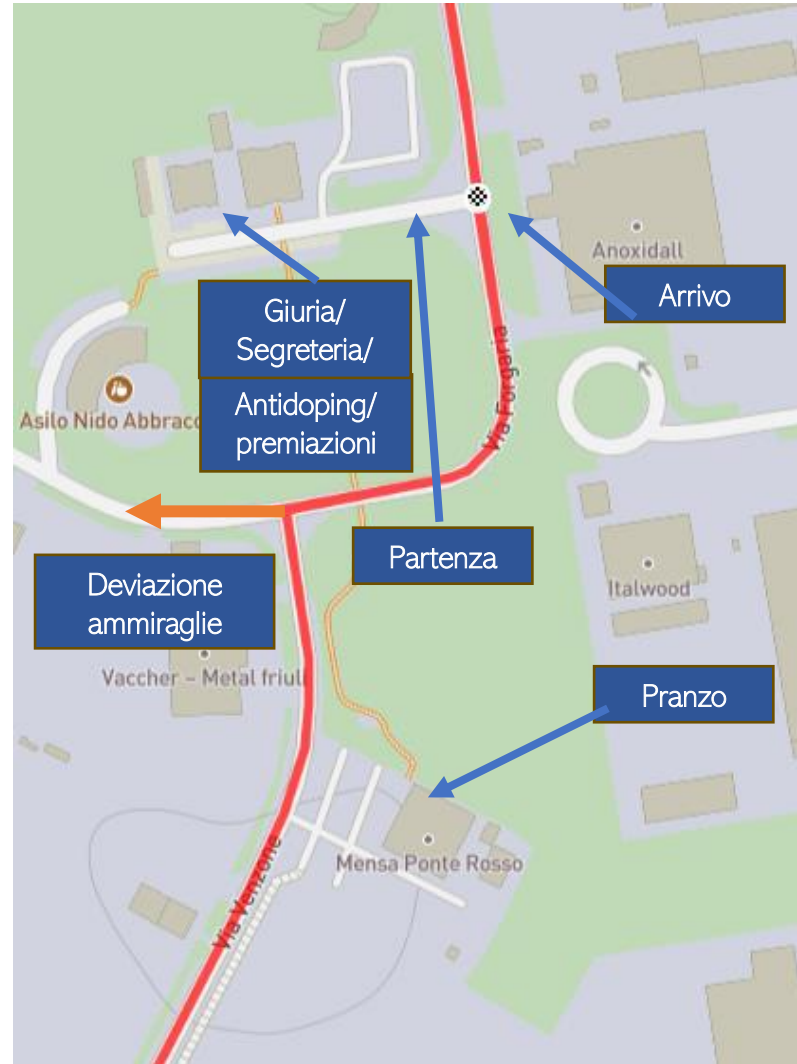 Anoxidall
Arrivo
Giuria/
Segreteria/
Antidoping/
premiazioni
Via Forgaria
Asilo Nido Abbracc
Partenza
Deviazione
ammiraglie
Italwood
Vaccher – Metal friuli
Pranzo
Mensa Ponte Rosso
Via Venzone